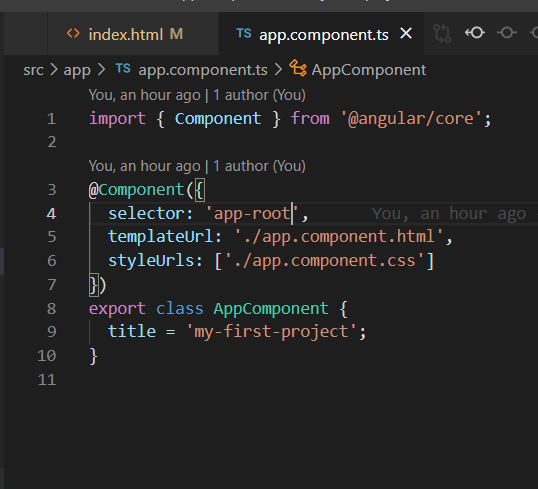 index.html M TS app.component.ts
src > app > TS app.component.ts > AppComponent
You, an hour ago | 1 author (You)
1 import { Component } from '@angular/core';
2
You, an hour ago | 1 author (You)
3 @Component({
4 selector: 'app-root', You, an hour ago
5 templateUrl: './app.component.html',
6 styleUrls: ['./app.component.css']
7 })
8 export class AppComponent {
9 title = 'my-first-project';
10 }
11